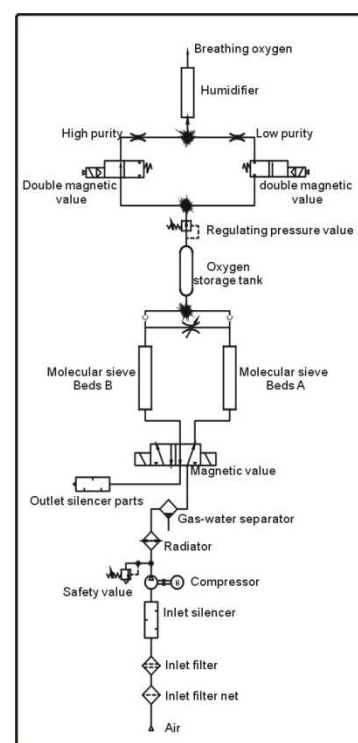 Breathing oxygen
Humidifier
High purity
Low purity
Double magnetic
value
double magnetic
value
Regulating pressure value
Oxygen
storage tank
Molecular sieve
Beds B
Molecular sieve
Beds A
Magnetic value
Outlet silencer parts
Gas-water separator
Radiator
Compressor
Safety value
Inlet silencer
Inlet filter
Inlet filter net
Air